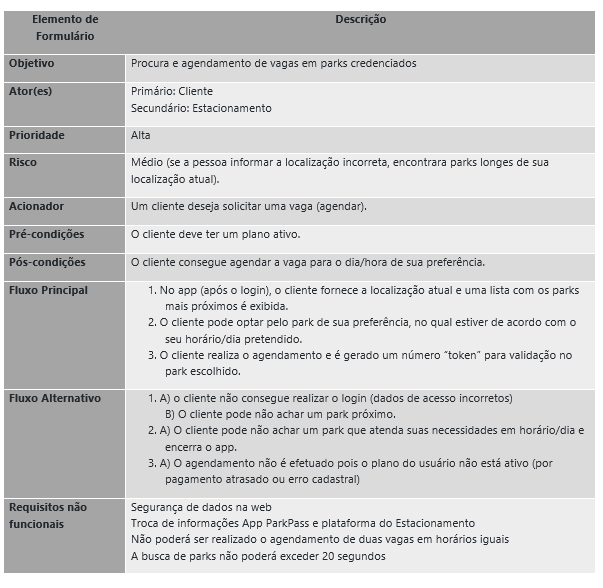 Elemento de
Formulário
Descrição
Objetivo
Procura e agendamento de vagas em parks credenciados
Ator(es)
Primário: Cliente
Secundário: Estacionamento
Prioridade
Alta
Risco
Médio (se a pessoa informar a localização incorreta, encontrara parks longes de sua
localização atual).
Acionador
Um cliente deseja solicitar uma vaga (agendar).
Pré-condições
O cliente deve ter um plano ativo.
Pós-condições
O cliente consegue agendar a vaga para o dia/hora de sua preferência.
Fluxo Principal
1. No app (após o login), o cliente fornece a localização atual e uma lista com os parks
mais próximos é exibida.
2. O cliente pode optar pelo park de sua preferência, no qual estiver de acordo com o
seu horário/dia pretendido.
3. O cliente realiza o agendamento e é gerado um número “token” para validação no
park escolhido.
Fluxo Alternativo
1. A) o cliente não consegue realizar o login (dados de acesso incorretos)
B) O cliente pode não achar um park próximo.
2. A) O cliente pode não achar um park que atenda suas necessidades em horário/dia e
encerra o app.
3. A) O agendamento não é efetuado pois o plano do usuário não está ativo (por
pagamento atrasado ou erro cadastral)
Requisitos não
funcionais
Segurança de dados na web
Troca de informações App ParkPass e plataforma do Estacionamento
Não poderá ser realizado o agendamento de duas vagas em horários iguais
A busca de parks não poderá exceder 20 segundos